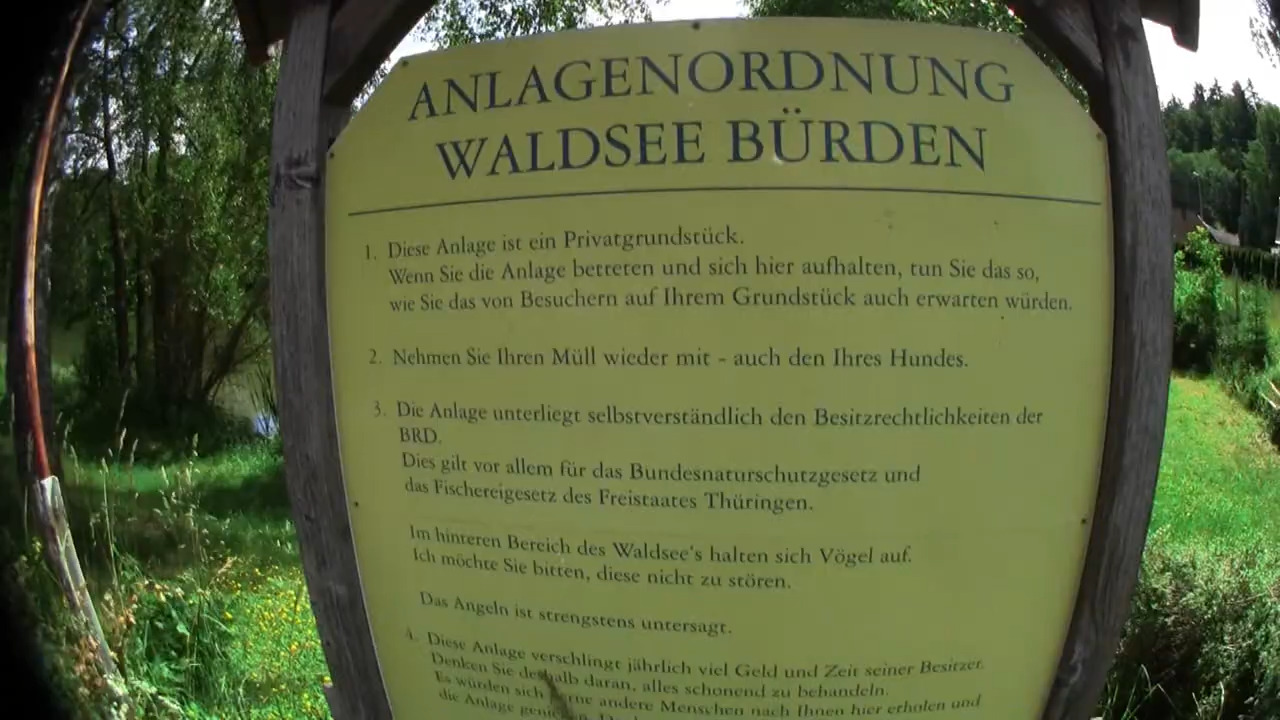 ANLAGENORDNUNG
WALDSEE BÜRDEN
1. Diese Anlage ist ein Privatgrundstück.
Wenn Sie die Anlage betreten und sich hier aufhalten, tun Sie das so,
wie Sie das von Besuchern auf Ihrem Grundstück auch erwarten würden.
2. Nehmen Sie Ihren Müll wieder mit - auch den Ihres Hundes.
3. Die Anlage unterliegt selbstverständlich den Besitzrechtlichkeiten der
BRD.
Dies gilt vor allem für das Bundesnaturschutzgesetz und
das Fischereigesetz des Freistaates Thüringen.
Im hinteren Bereich des Waldsee's halten sich Vögel auf.
Ich möchte Sie bitten, diese nicht zu stören.
Das Angeln ist strengstens untersagt.
4. Diese Anlage verschlingt jährlich viel Geld und Zeit seiner Besitzer.
Denken Sie deshalb daran, alles schonend zu behandeln.
Es würden sich gerne andere Menschen nach Ihnen hier erholen und
die Anlage